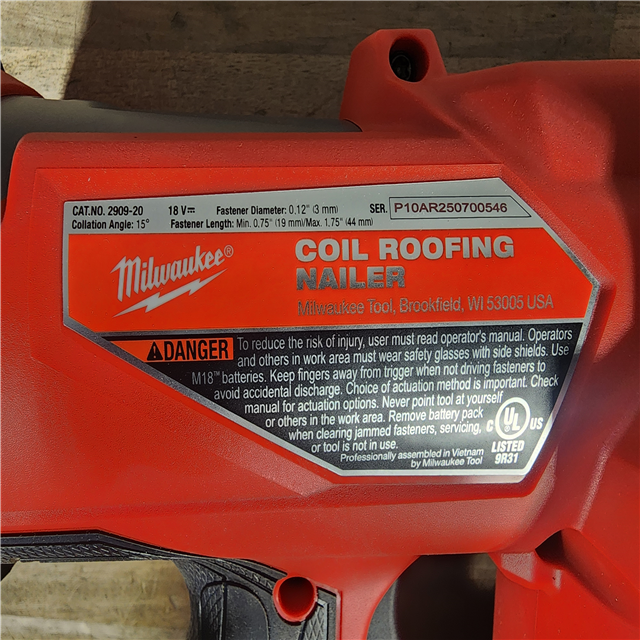 CAT.NO. 2909-20 18 V⎓ Fastener Diameter: 0,12" (3 mm) SER. P10AR250700546
Collation Angle: 15° Fastener Length: Min. 0.75" (19 mm)/Max. 1.75" (44 mm)
Milwaukee®
COIL ROOFING
NAILER
Milwaukee Tool, Brookfield, WI 53005 USA
DANGER
To reduce the risk of injury, user must read operator's manual. Operators
and others in work area must wear safety glasses with side shields. Use
M18™ batteries. Keep fingers away from trigger when not driving fasteners to
avoid accidental discharge. Choice of actuation method is important. Check
manual for actuation options. Never point tool at yourself
or others in the work area. Remove battery pack
when clearing jammed fasteners, servicing,
or tool is not in use.
Professionally assembled in Vietnam
by Milwaukee Tool
C UL US
LISTED
9R31